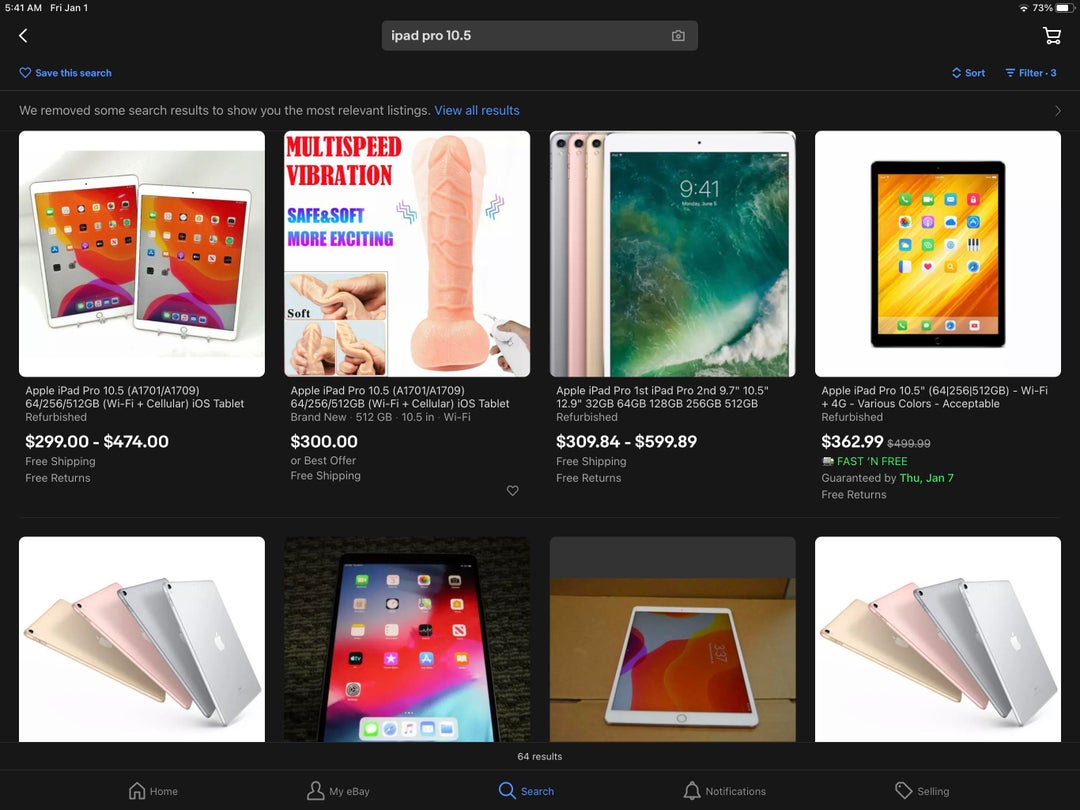 5:41 AM Fri Jan 1
73%
ipad pro 10.5
Save this search
Sort
Filter · 3
We removed some search results to show you the most relevant listings. View all results
MULTISPEED
VIBRATION
SAFE&SOFT
MORE EXCITING
Soft
9:41
Monday, June 5
Apple iPad Pro 10.5 (A1701/A1709)
64/256/512GB (Wi-Fi + Cellular) iOS Tablet
Refurbished
$299.00 - $474.00
Free Shipping
Free Returns
Apple iPad Pro 10.5 (A1701/A1709)
64/256/512GB (Wi-Fi + Cellular) iOS Tablet
Brand New · 512 GB · 10.5 in · Wi-Fi
$300.00
or Best Offer
Free Shipping
Apple iPad Pro 1st iPad Pro 2nd 9.7" 10.5"
12.9" 32GB 64GB 128GB 256GB 512GB
Refurbished
$309.84 - $599.89
Free Shipping
Free Returns
Apple iPad Pro 10.5" (64|256|512GB) - Wi-Fi
+ 4G - Various Colors - Acceptable
Refurbished
$362.99 $499.99
FAST 'N FREE
Guaranteed by Thu, Jan 7
Free Returns
3:37
64 results
Home
My eBay
Search
Notifications
Selling